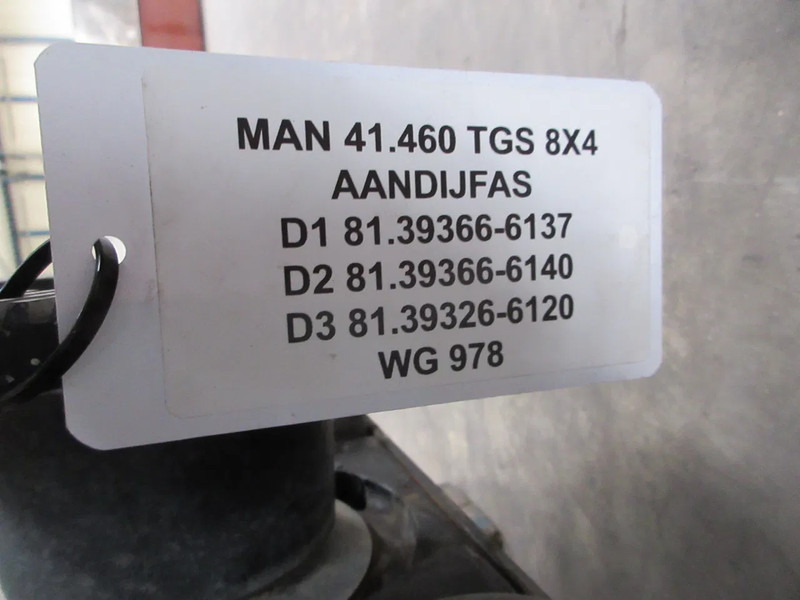 MAN 41.460 TGS 8X4
AANDIJFAS
D1 81.39366-6137
D2 81.39366-6140
D3 81.39326-6120
WG 978